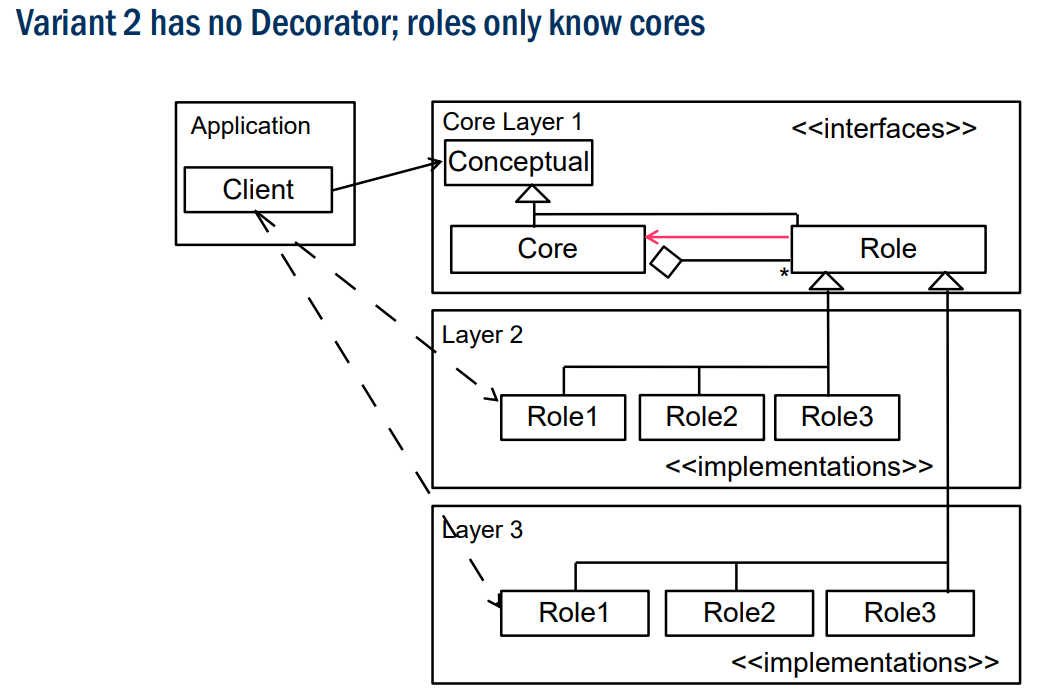 Variant 2 has no Decorator; roles only know cores
Application
Client
Core Layer 1
<<interfaces>>
Conceptual
Core
Role
*
Layer 2
Role1
Role2
Role3
<<implementations>>
Layer 3
Role1
Role2
Role3
<<implementations>>